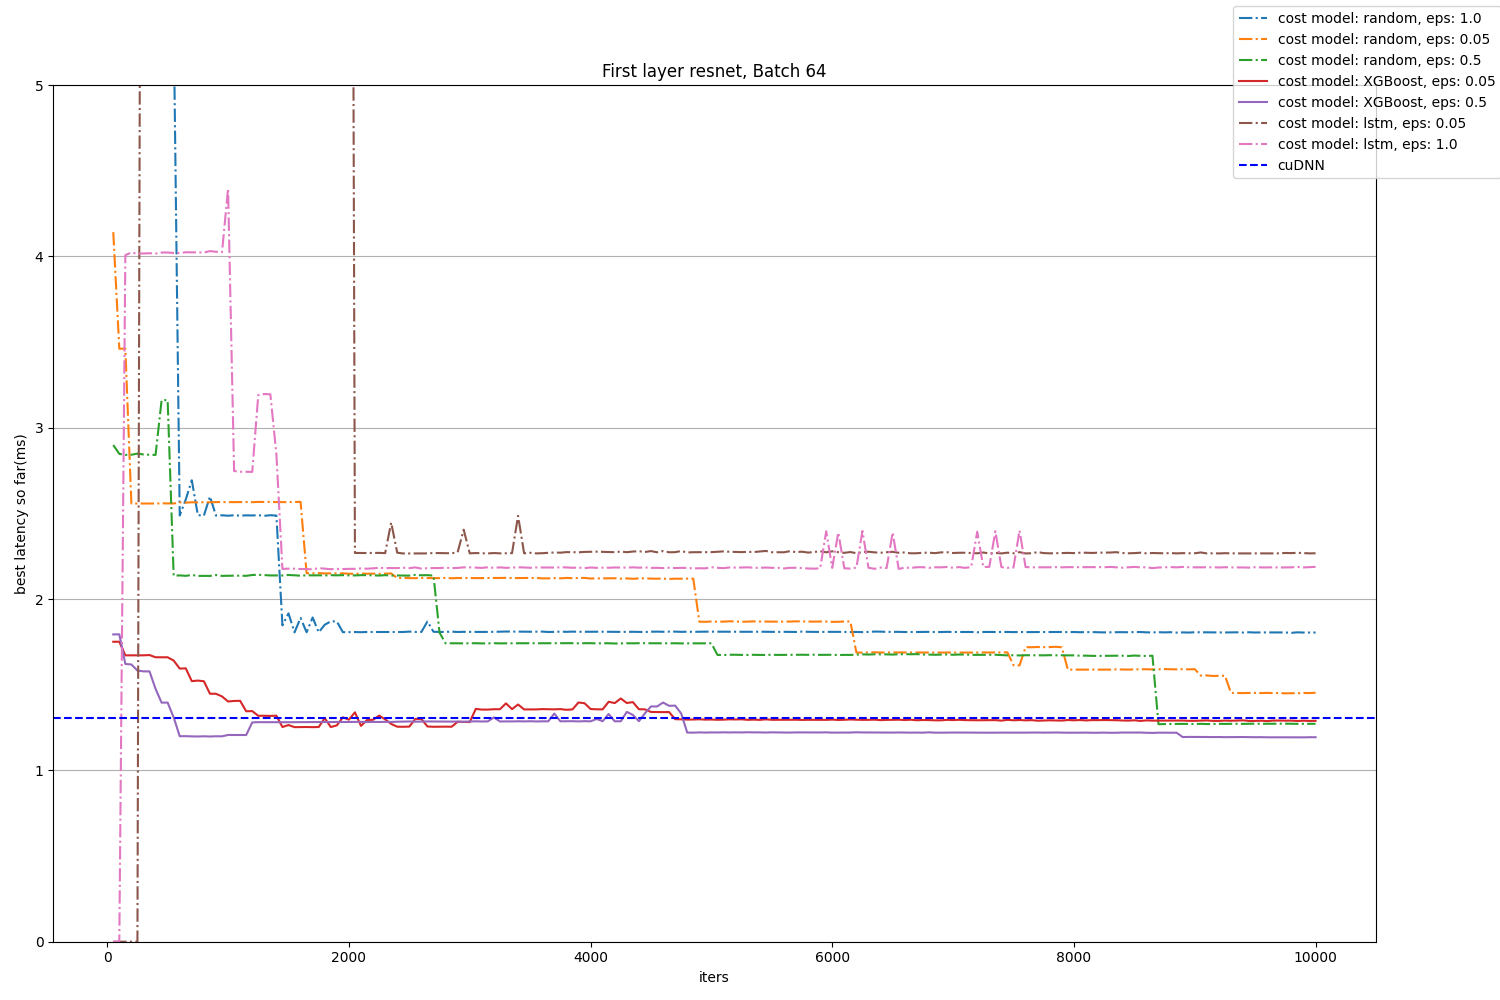 cost model: random, eps: 1.0
cost model: random, eps: 0.05
cost model: random, eps: 0.5
cost model: XGBoost, eps: 0.05
cost model: XGBoost, eps: 0.5
cost model: lstm, eps: 0.05
cost model: lstm, eps: 1.0
cuDNN
First layer resnet, Batch 64
best latency so far(ms)
5
4
3
2
1
0
0 2000 4000 6000 8000 10000
iters